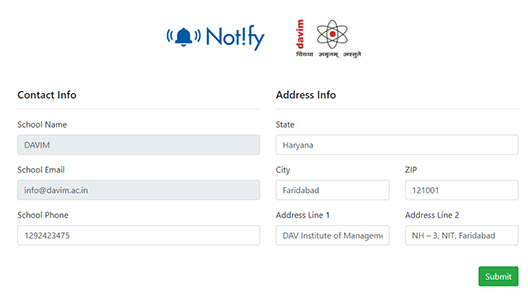 Not!fy
davim
विद्यया अमृतम् अश्नुते
Contact Info
Address Info
School Name
DAVIM
State
Haryana
School Email
info@davim.ac.in
City
Faridabad
ZIP
121001
School Phone
1292423475
Address Line 1
DAV Institute of Manageme
Address Line 2
NH – 3, NIT, Faridabad
Submit